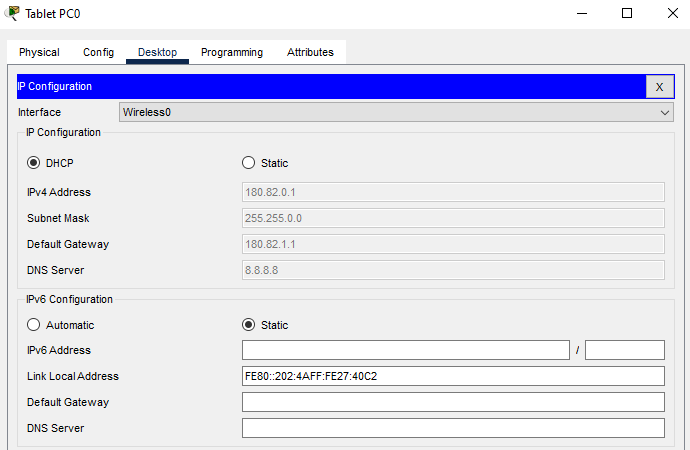 Tablet PC0
Physical Config Desktop Programming Attributes
IP Configuration X
Interface Wireless0
IP Configuration
DHCP Static
IPv4 Address 180.82.0.1
Subnet Mask 255.255.0.0
Default Gateway 180.82.1.1
DNS Server 8.8.8.8
IPv6 Configuration
Automatic Static
IPv6 Address /
Link Local Address FE80::202:4AFF:FE27:40C2
Default Gateway
DNS Server